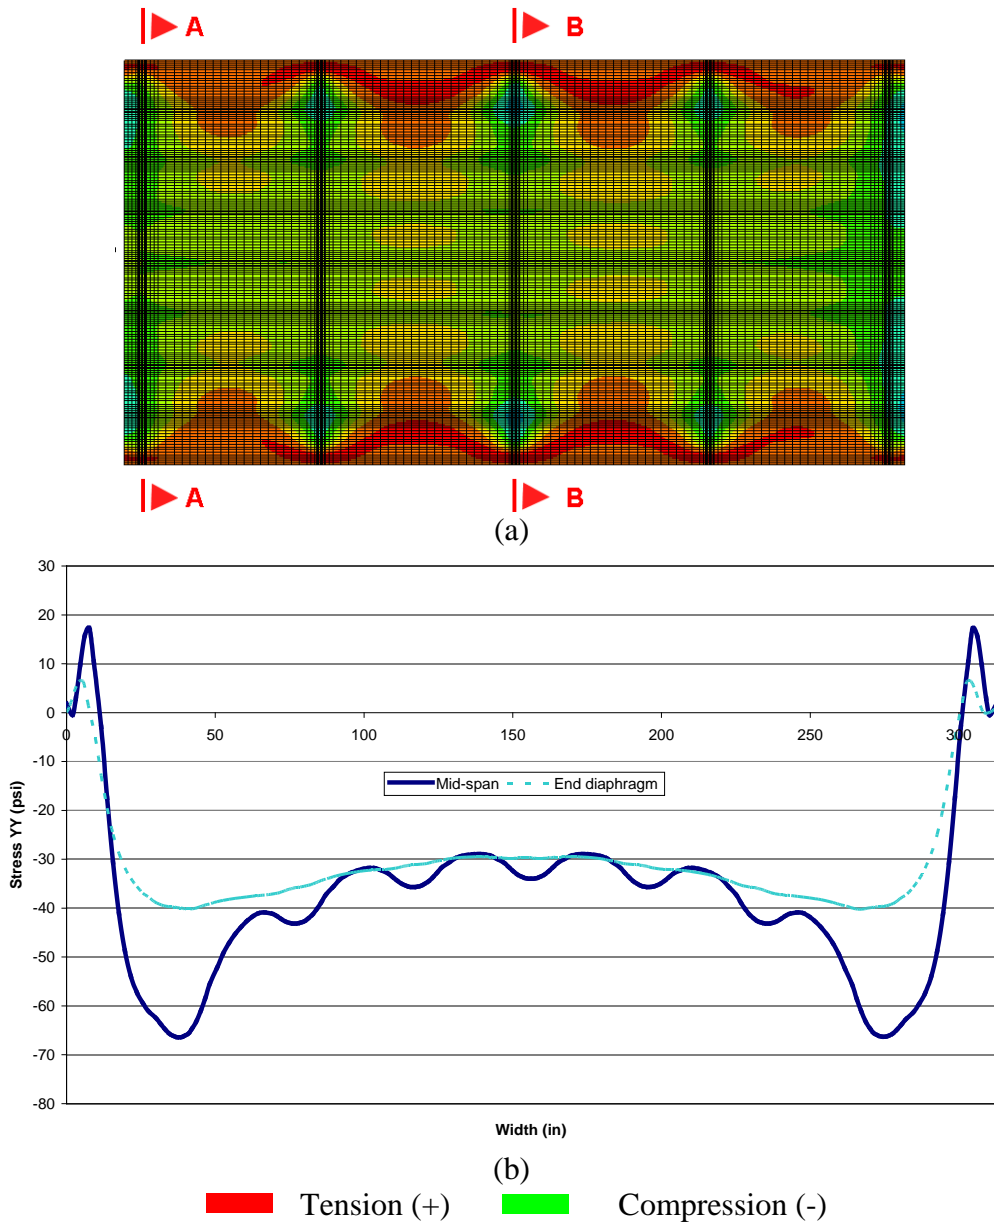 A B
A B
(a)
30
20
10
0
-10
-20
-30
-40
-50
-60
-70
-80
0 50 100 150 200 250 300
Mid-span End diaphragm
Stress YY (psi)
Width (in)
(b)
Tension (+) Compression (-)